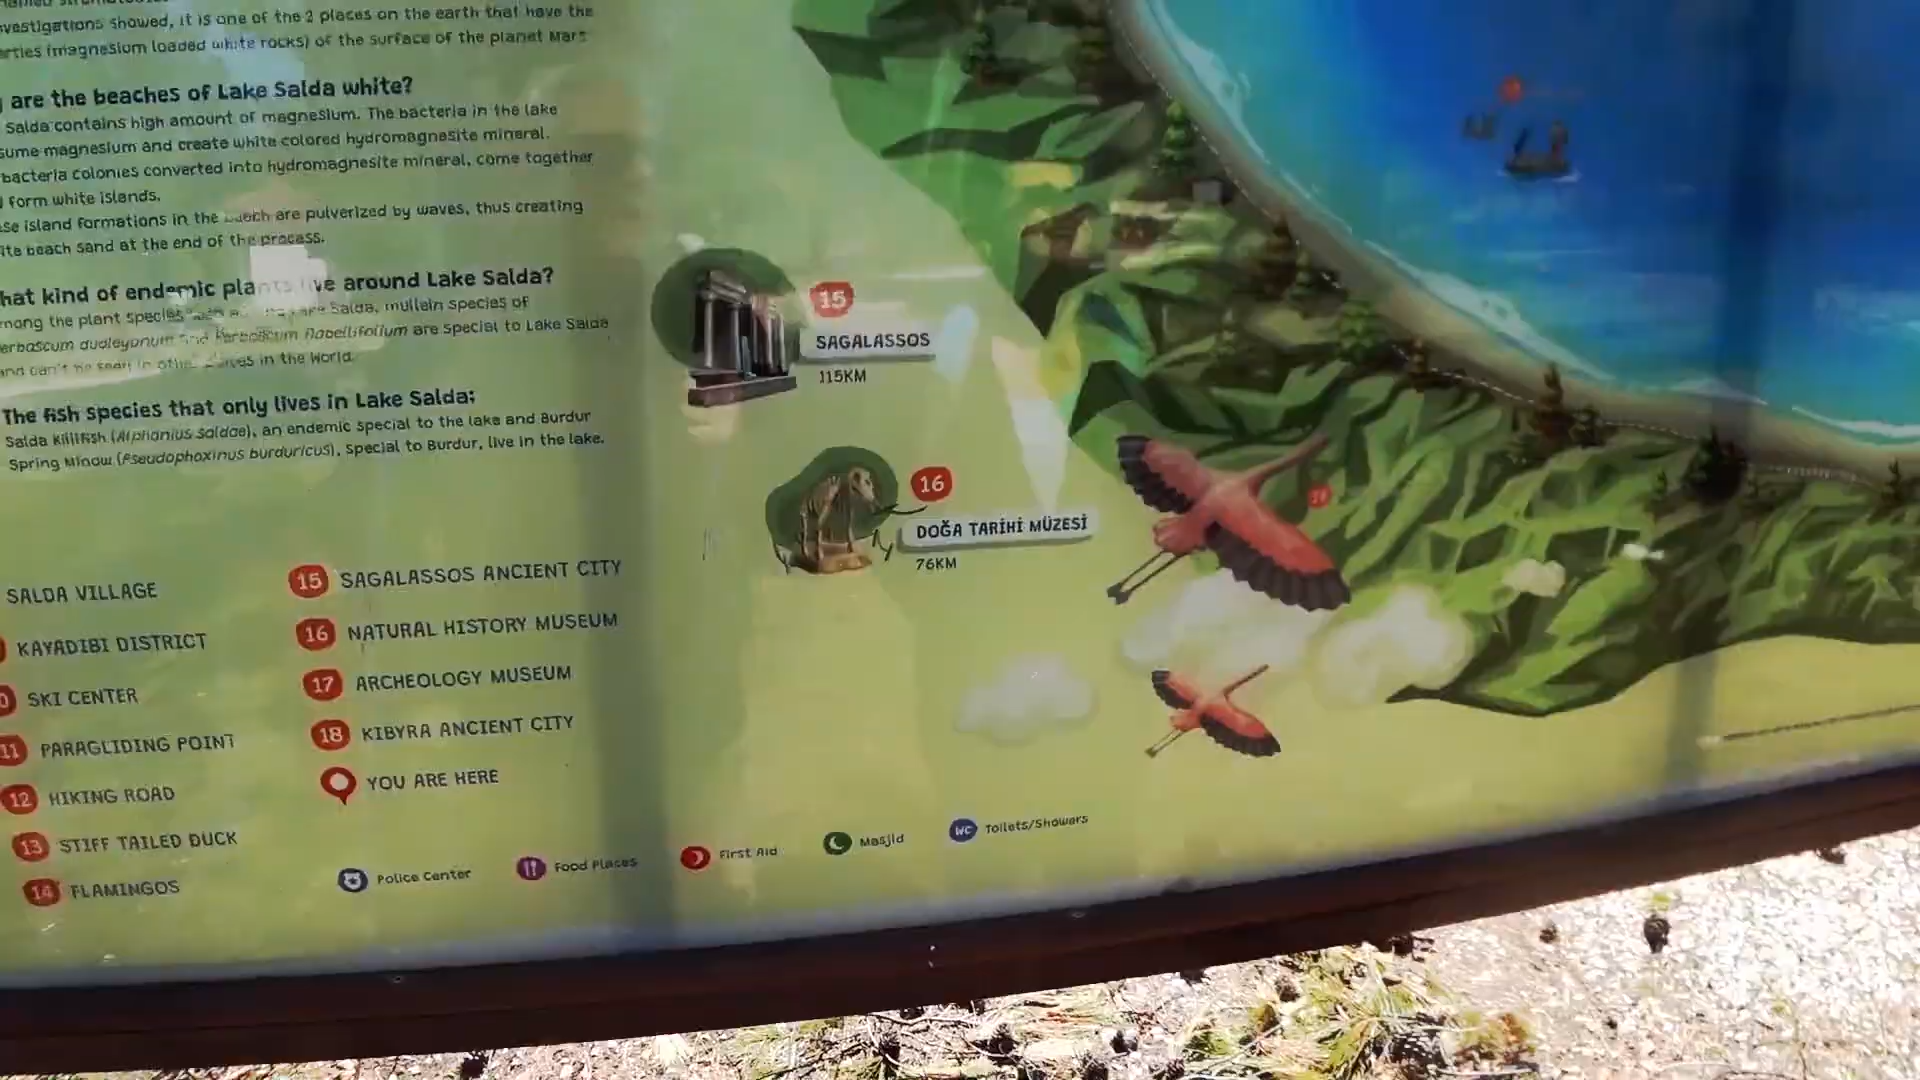 investigations showed, it is one of the 2 places on the earth that have the
(magnesium loaded white rocks) of the surface of the planet Mars
are the beaches of Lake Salda white?
Salda contains high amount of magnesium. The bacteria in the lake
sume magnesium and create white colored hydromagnesite mineral.
bacteria colonies converted into hydromagnesite mineral, come together
form white islands.
se island formations in the are pulverized by waves, thus creating
ite beach sand at the end of the process.
hat kind of endemic plants live around Lake Salda?
mong the plant species Salda, mullein species of
erbascum dudleyanum and Verbascum flabellifolium are special to Lake Salda
and can't be seen in other places in the World.
The fish species that only lives in Lake Salda:
Salda Killifish (Alphanius Saldae), an endemic special to the lake and Burdur
Spring Minow (Pseudophoxinus burduricus), Special to Burdur, live in the lake.
15
SAGALASSOS
115KM
16
DOĞA TARİHİ MÜZESİ
76KM
SALDA VILLAGE
KAYADIBI DISTRICT
0 SKI CENTER
11 PARAGLIDING POINT
12 HIKING ROAD
13 STIFF TAILED DUCK
14 FLAMINGOS
15 SAGALASSOS ANCIENT CITY
16 NATURAL HISTORY MUSEUM
17 ARCHEOLOGY MUSEUM
18 KIBYRA ANCIENT CITY
YOU ARE HERE
Police Center
Food Places
First Aid
Masjid
WC Toilets/Showers